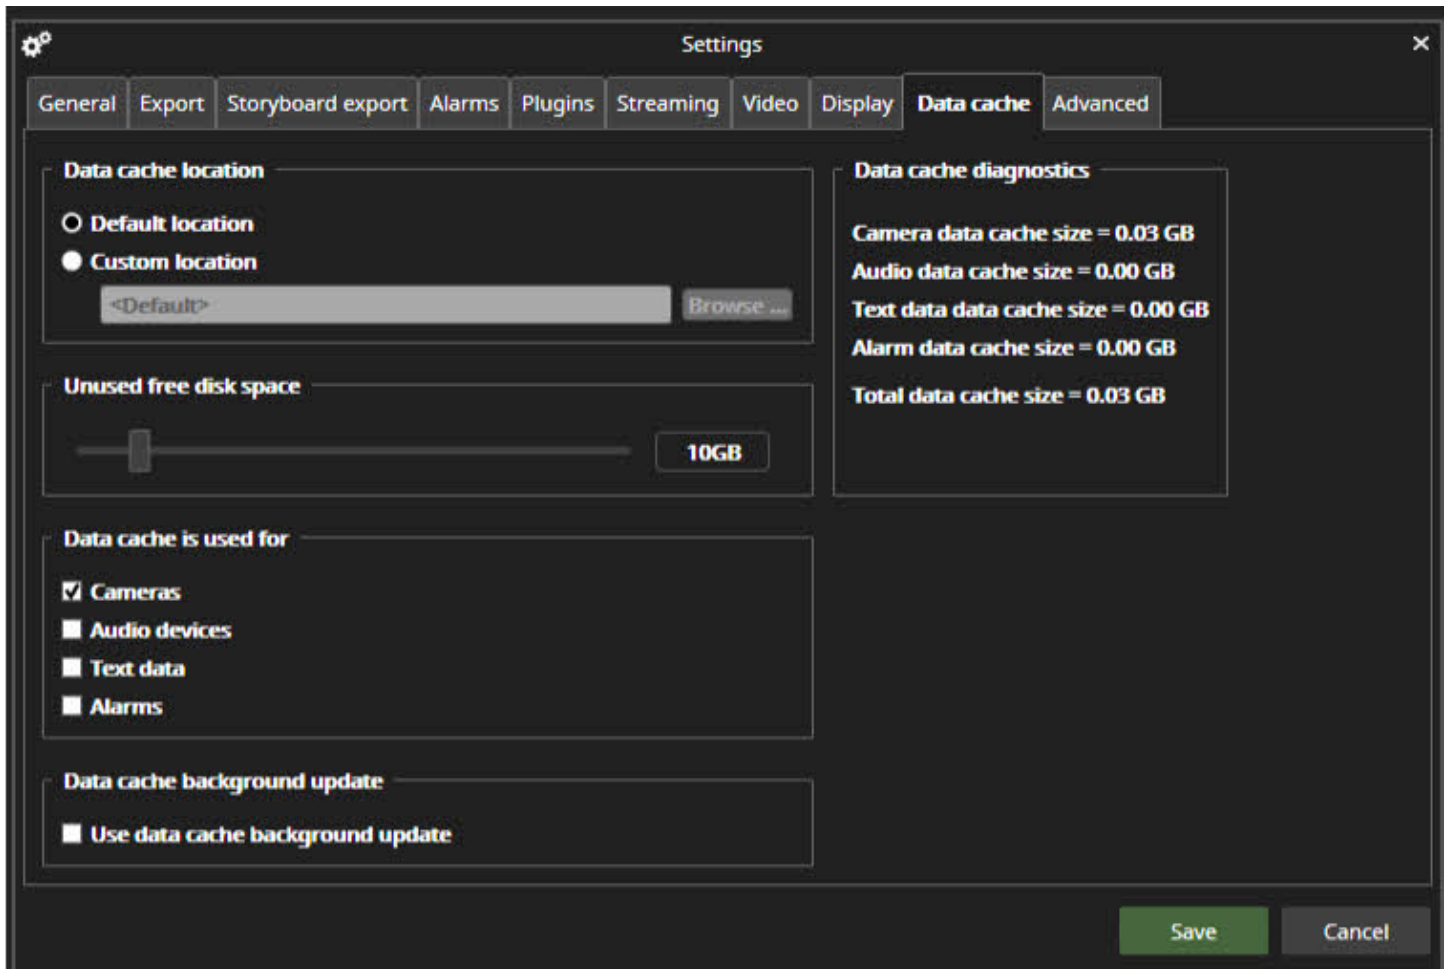 Settings
General Export Storyboard export Alarms Plugins Streaming Video Display Data cache Advanced
Data cache location
Default location
Custom location
<Default> Browse ...
Unused free disk space
10GB
Data cache is used for
Cameras
Audio devices
Text data
Alarms
Data cache background update
Use data cache background update
Data cache diagnostics
Camera data cache size = 0.03 GB
Audio data cache size = 0.00 GB
Text data data cache size = 0.00 GB
Alarm data cache size = 0.00 GB
Total data cache size = 0.03 GB
Save Cancel